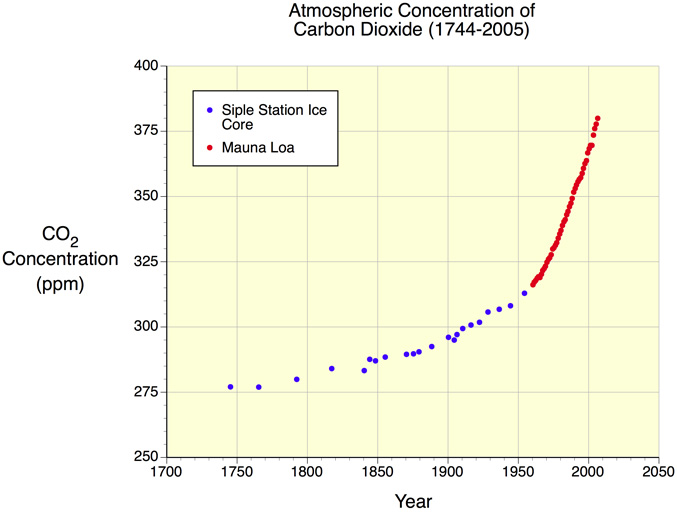 Atmospheric Concentration of
Carbon Dioxide (1744-2005)
400
375
350
325
300
275
250
Siple Station Ice
Core
Mauna Loa
CO₂
Concentration
(ppm)
1700 1750 1800 1850 1900 1950 2000 2050
Year